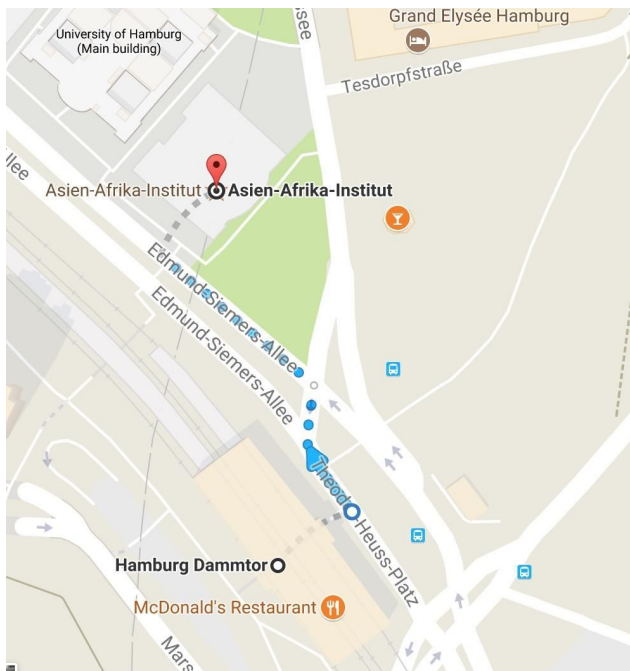 see
Grand Elysée Hamburg
University of Hamburg
(Main building)
Tesdorpfstraße
llee
Asien-Afrika-Institut
Asien-Afrika-Institut
Edmund-Siemers-Allee
Edmund-Siemers-Allee
Theodor-Heuss-Platz
Hamburg Dammtor
McDonald's Restaurant
Mars